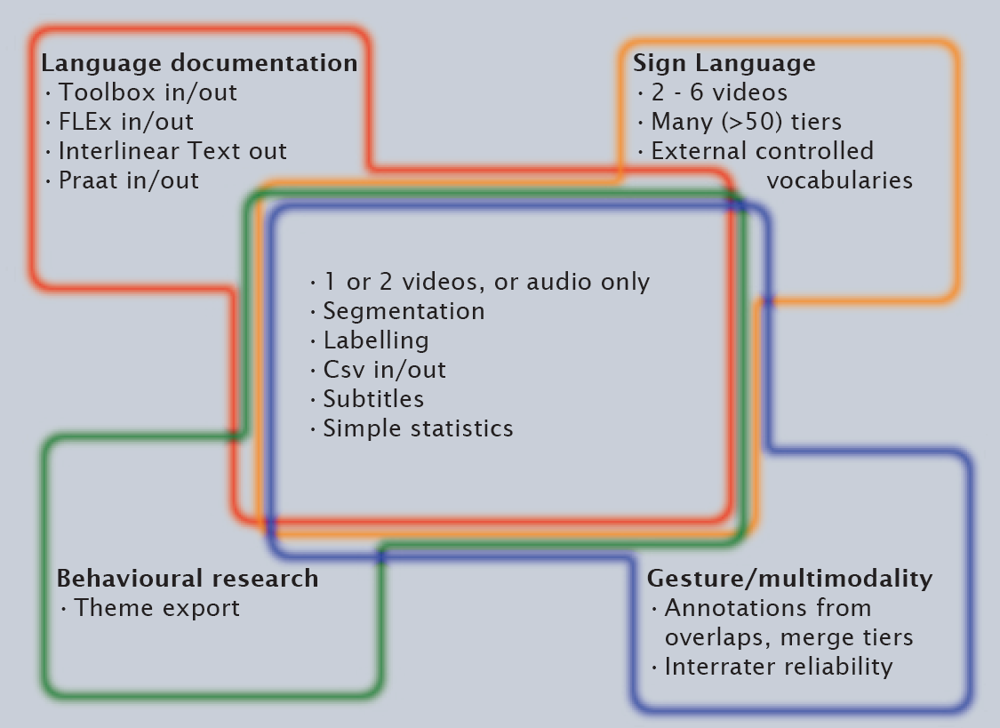 Language documentation
· Toolbox in/out
· FLEx in/out
· Interlinear Text out
· Praat in/out
Sign Language
· 2 - 6 videos
· Many (>50) tiers
· External controlled
vocabularies
· 1 or 2 videos, or audio only
· Segmentation
· Labelling
· Csv in/out
· Subtitles
· Simple statistics
Behavioural research
· Theme export
Gesture/multimodality
· Annotations from
overlaps, merge tiers
· Interrater reliability